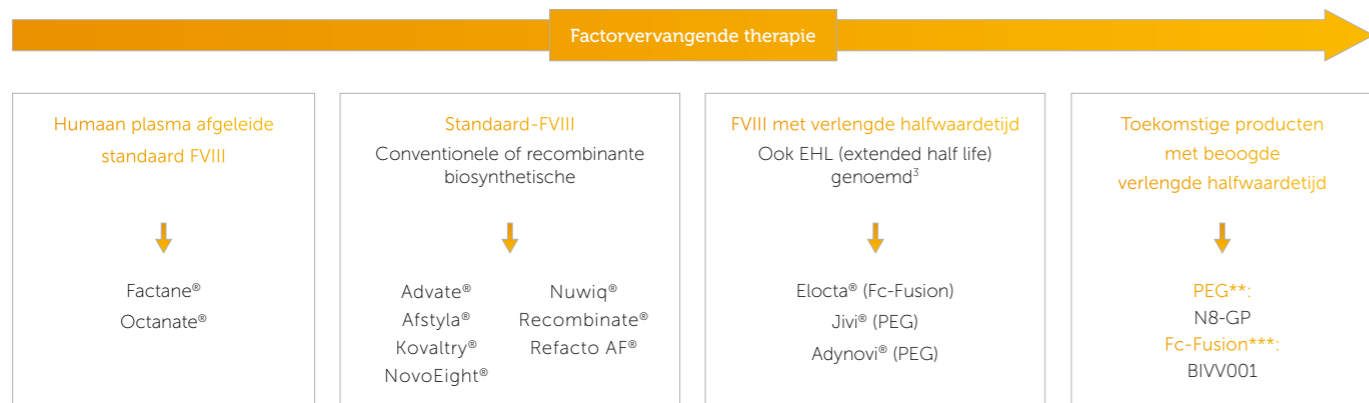 Factorvervangende therapie
Humaan plasma afgeleide
standaard FVIII
Factane®
Octanate®
Standaard-FVIII
Conventionele of recombinante
biosynthetische
Advate®
Afstyla®
Kovaltry®
NovoEight®
Nuwiq®
Recombinate®
Refacto AF®
FVIII met verlengde halfwaardetijd
Ook EHL (extended half life)
genoemd³
Elocta® (Fc-Fusion)
Jivi® (PEG)
Adynovi® (PEG)
Toekomstige producten
met beoogde
verlengde halfwaardetijd
PEG**:
N8-GP
Fc-Fusion***:
BIVV001